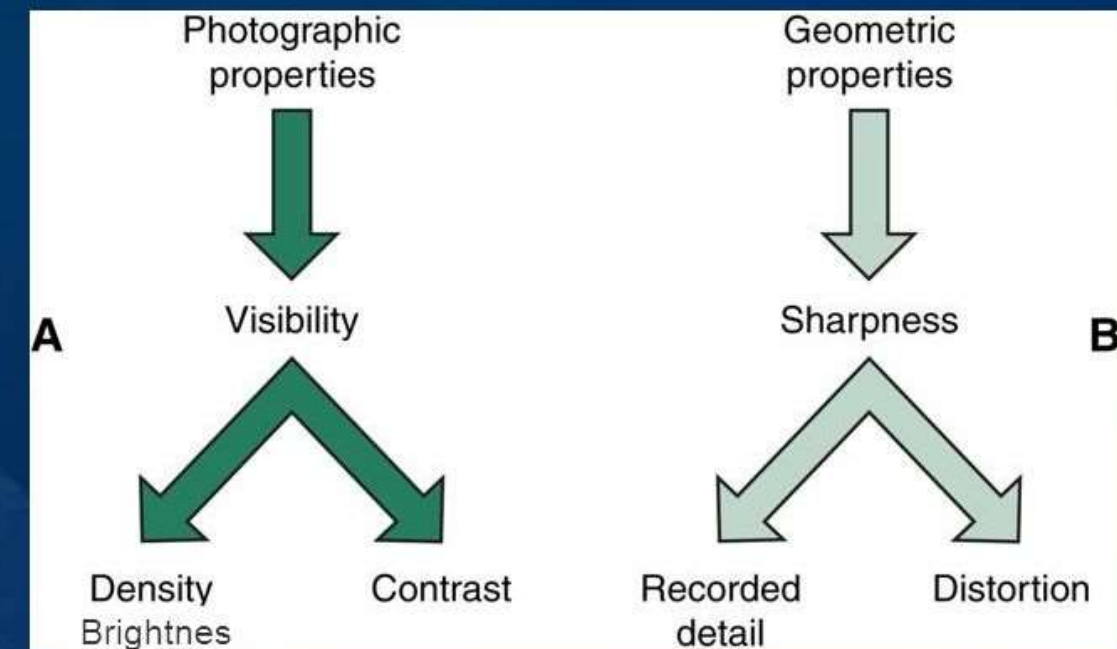 Photographic
properties
Visibility
A
Density
Brightnes
Contrast
Geometric
properties
Sharpness
B
Recorded
detail
Distortion